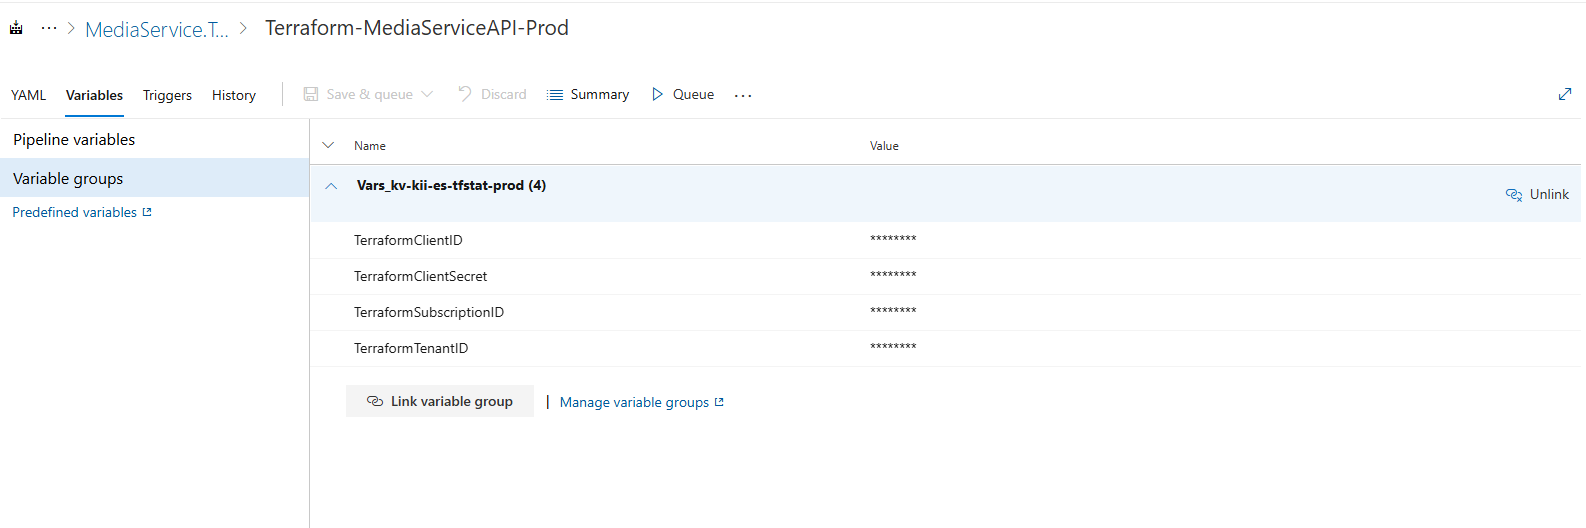 ··· > MediaService.T... > Terraform-MediaServiceAPI-Prod
YAML Variables Triggers History Save & queue Discard Summary Queue ···
Pipeline variables
Variable groups
Predefined variables
Name Value
Vars_kv-kii-es-tfstat-prod (4)
Unlink
TerraformClientID ********
TerraformClientSecret ********
TerraformSubscriptionID ********
TerraformTenantID ********
Link variable group | Manage variable groups